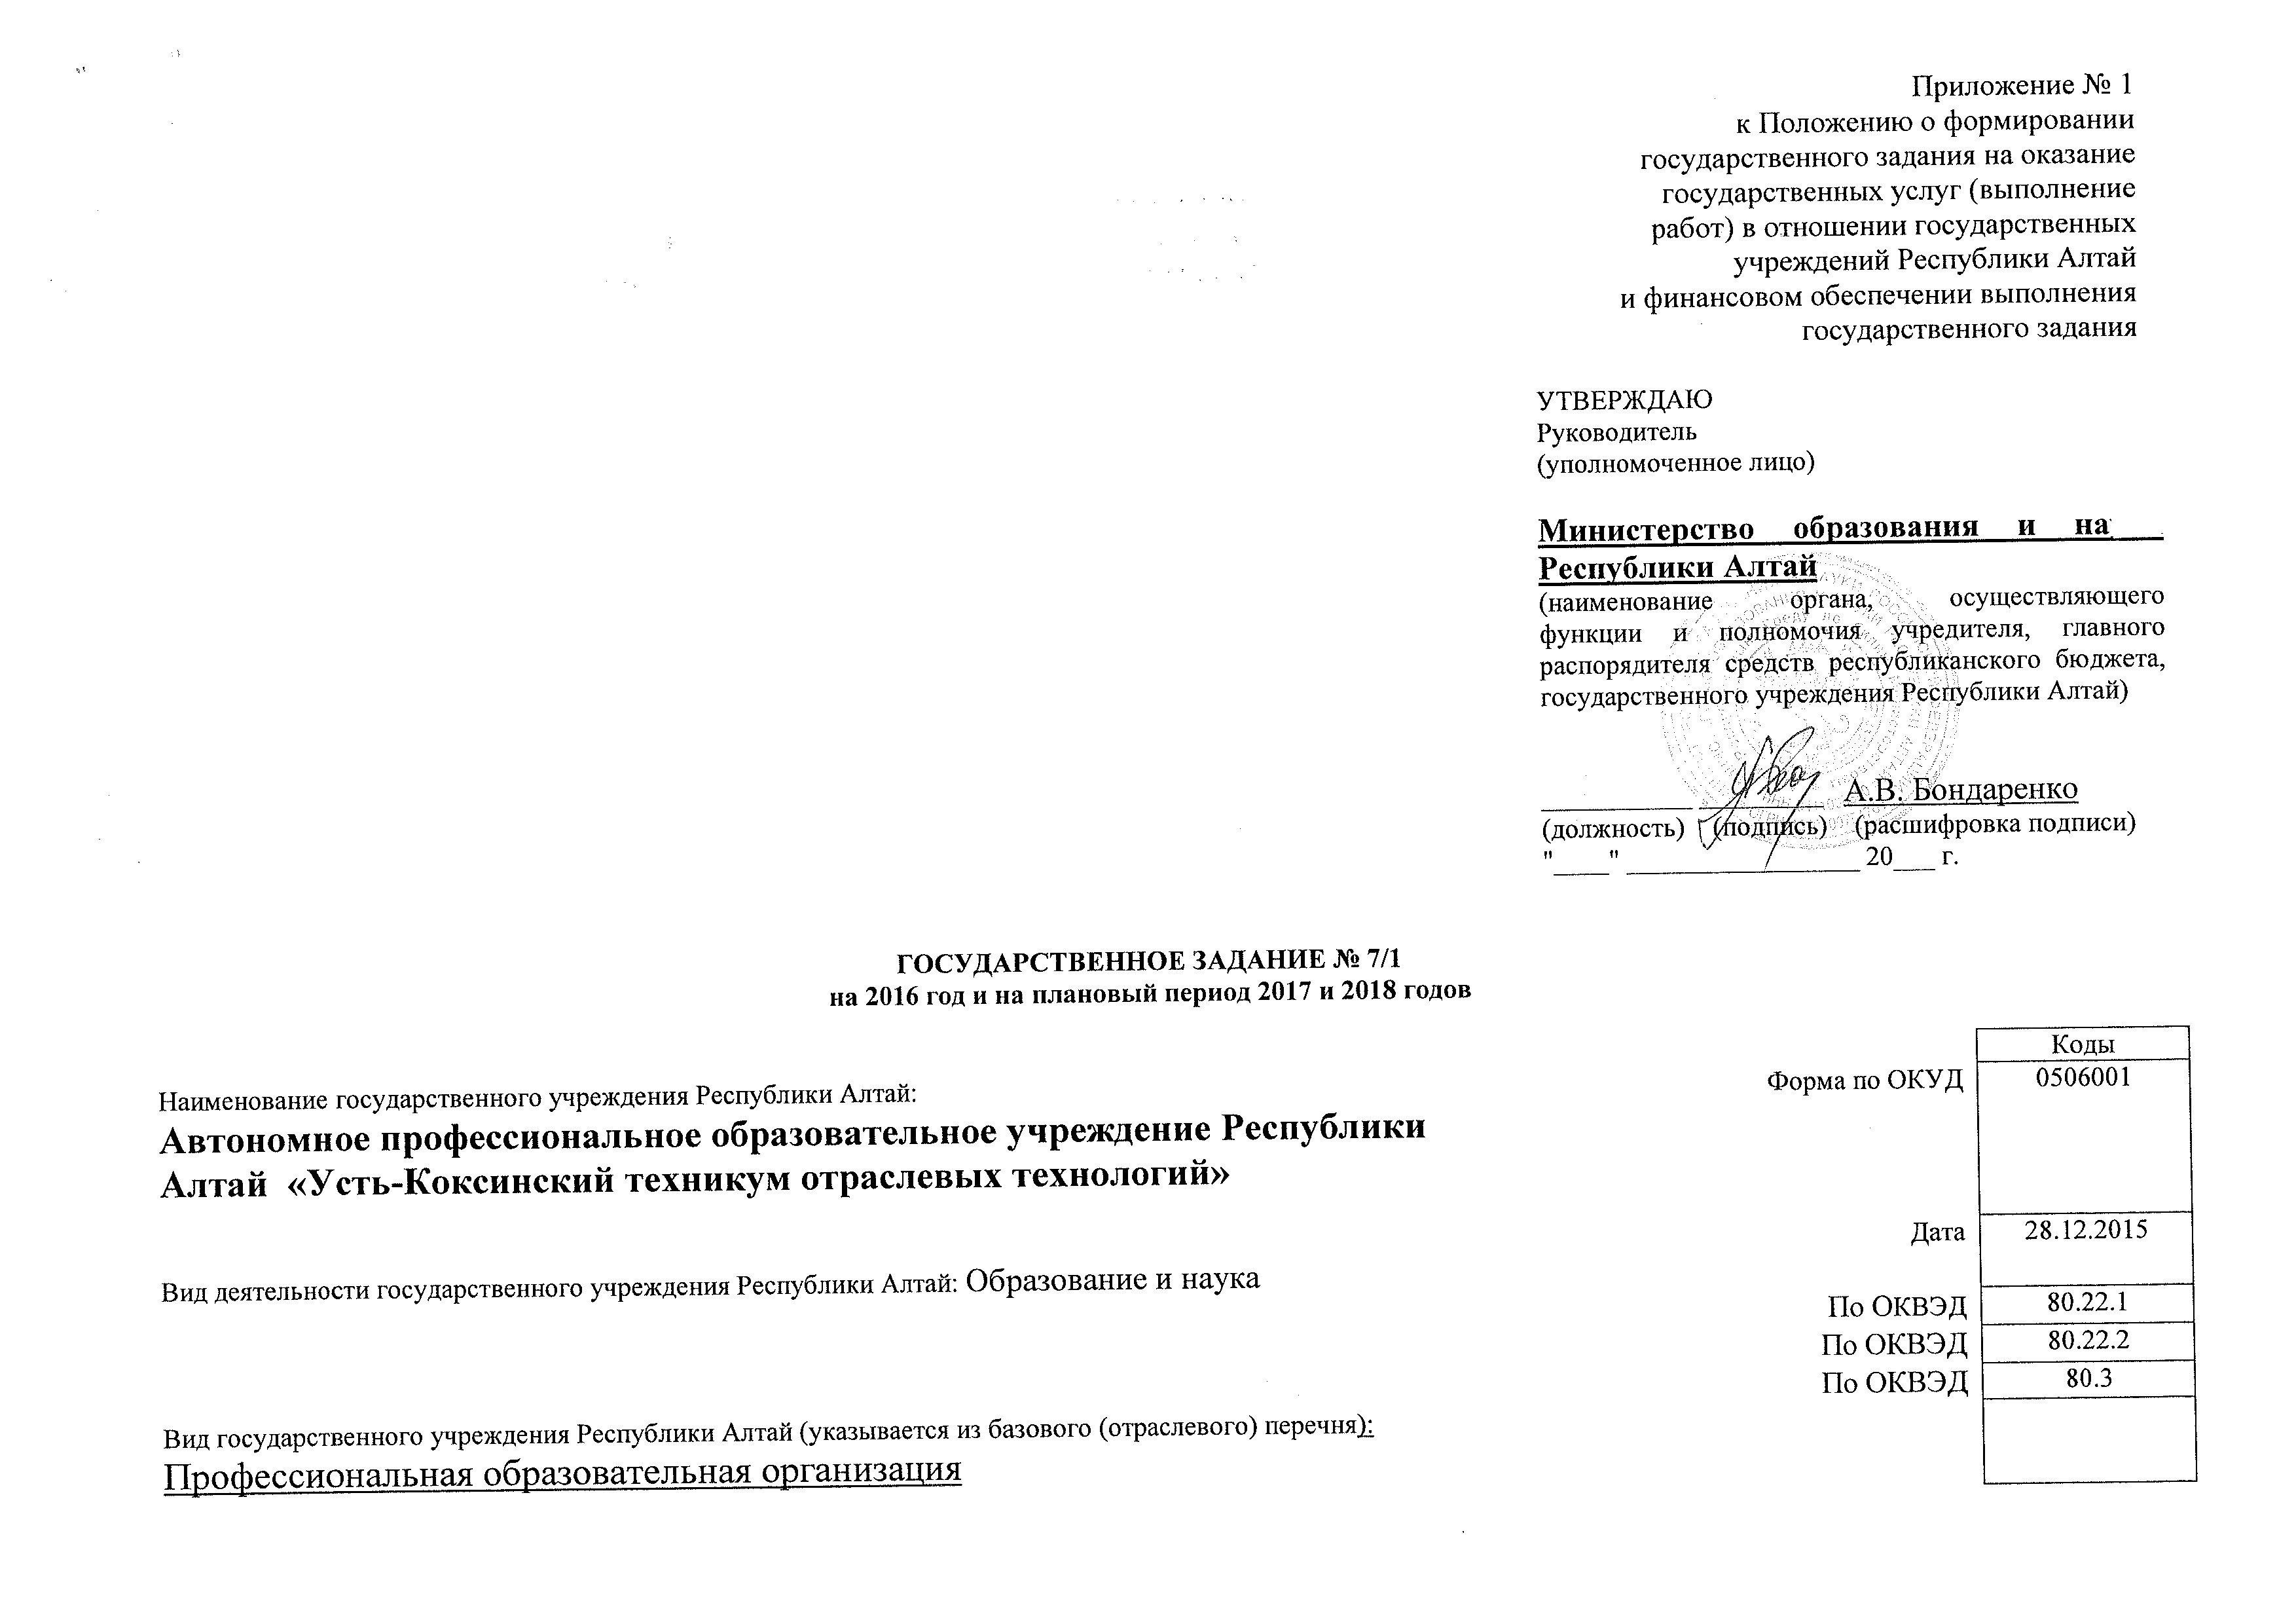 Приложение № 1
к Положению о формировании
государственного задания на оказание
государственных услуг (выполнение
работ) в отношении государственных
учреждений Республики Алтай
и финансовом обеспечении выполнения
государственного задания
УТВЕРЖДАЮ
Руководитель
(уполномоченное лицо)
Министерство образования и на
Республики Алтай
(наименование органа, осуществляющего
функции и полномочия учредителя, главного
распорядителя средств республиканского бюджета,
государственного учреждения Республики Алтай)
___________ _________ А.В. Бондаренко
(должность) (подпись) (расшифровка подписи)
"____" _________________ 20___ г.
ГОСУДАРСТВЕННОЕ ЗАДАНИЕ № 7/1
на 2016 год и на плановый период 2017 и 2018 годов
Коды
Наименование государственного учреждения Республики Алтай:
Форма по ОКУД 0506001
Автономное профессиональное образовательное учреждение Республики
Алтай «Усть-Коксинский техникум отраслевых технологий»
Дата 28.12.2015
Вид деятельности государственного учреждения Республики Алтай: Образование и наука
По ОКВЭД 80.22.1
По ОКВЭД 80.22.2
По ОКВЭД 80.3
Вид государственного учреждения Республики Алтай (указывается из базового (отраслевого) перечня):
Профессиональная образовательная организация